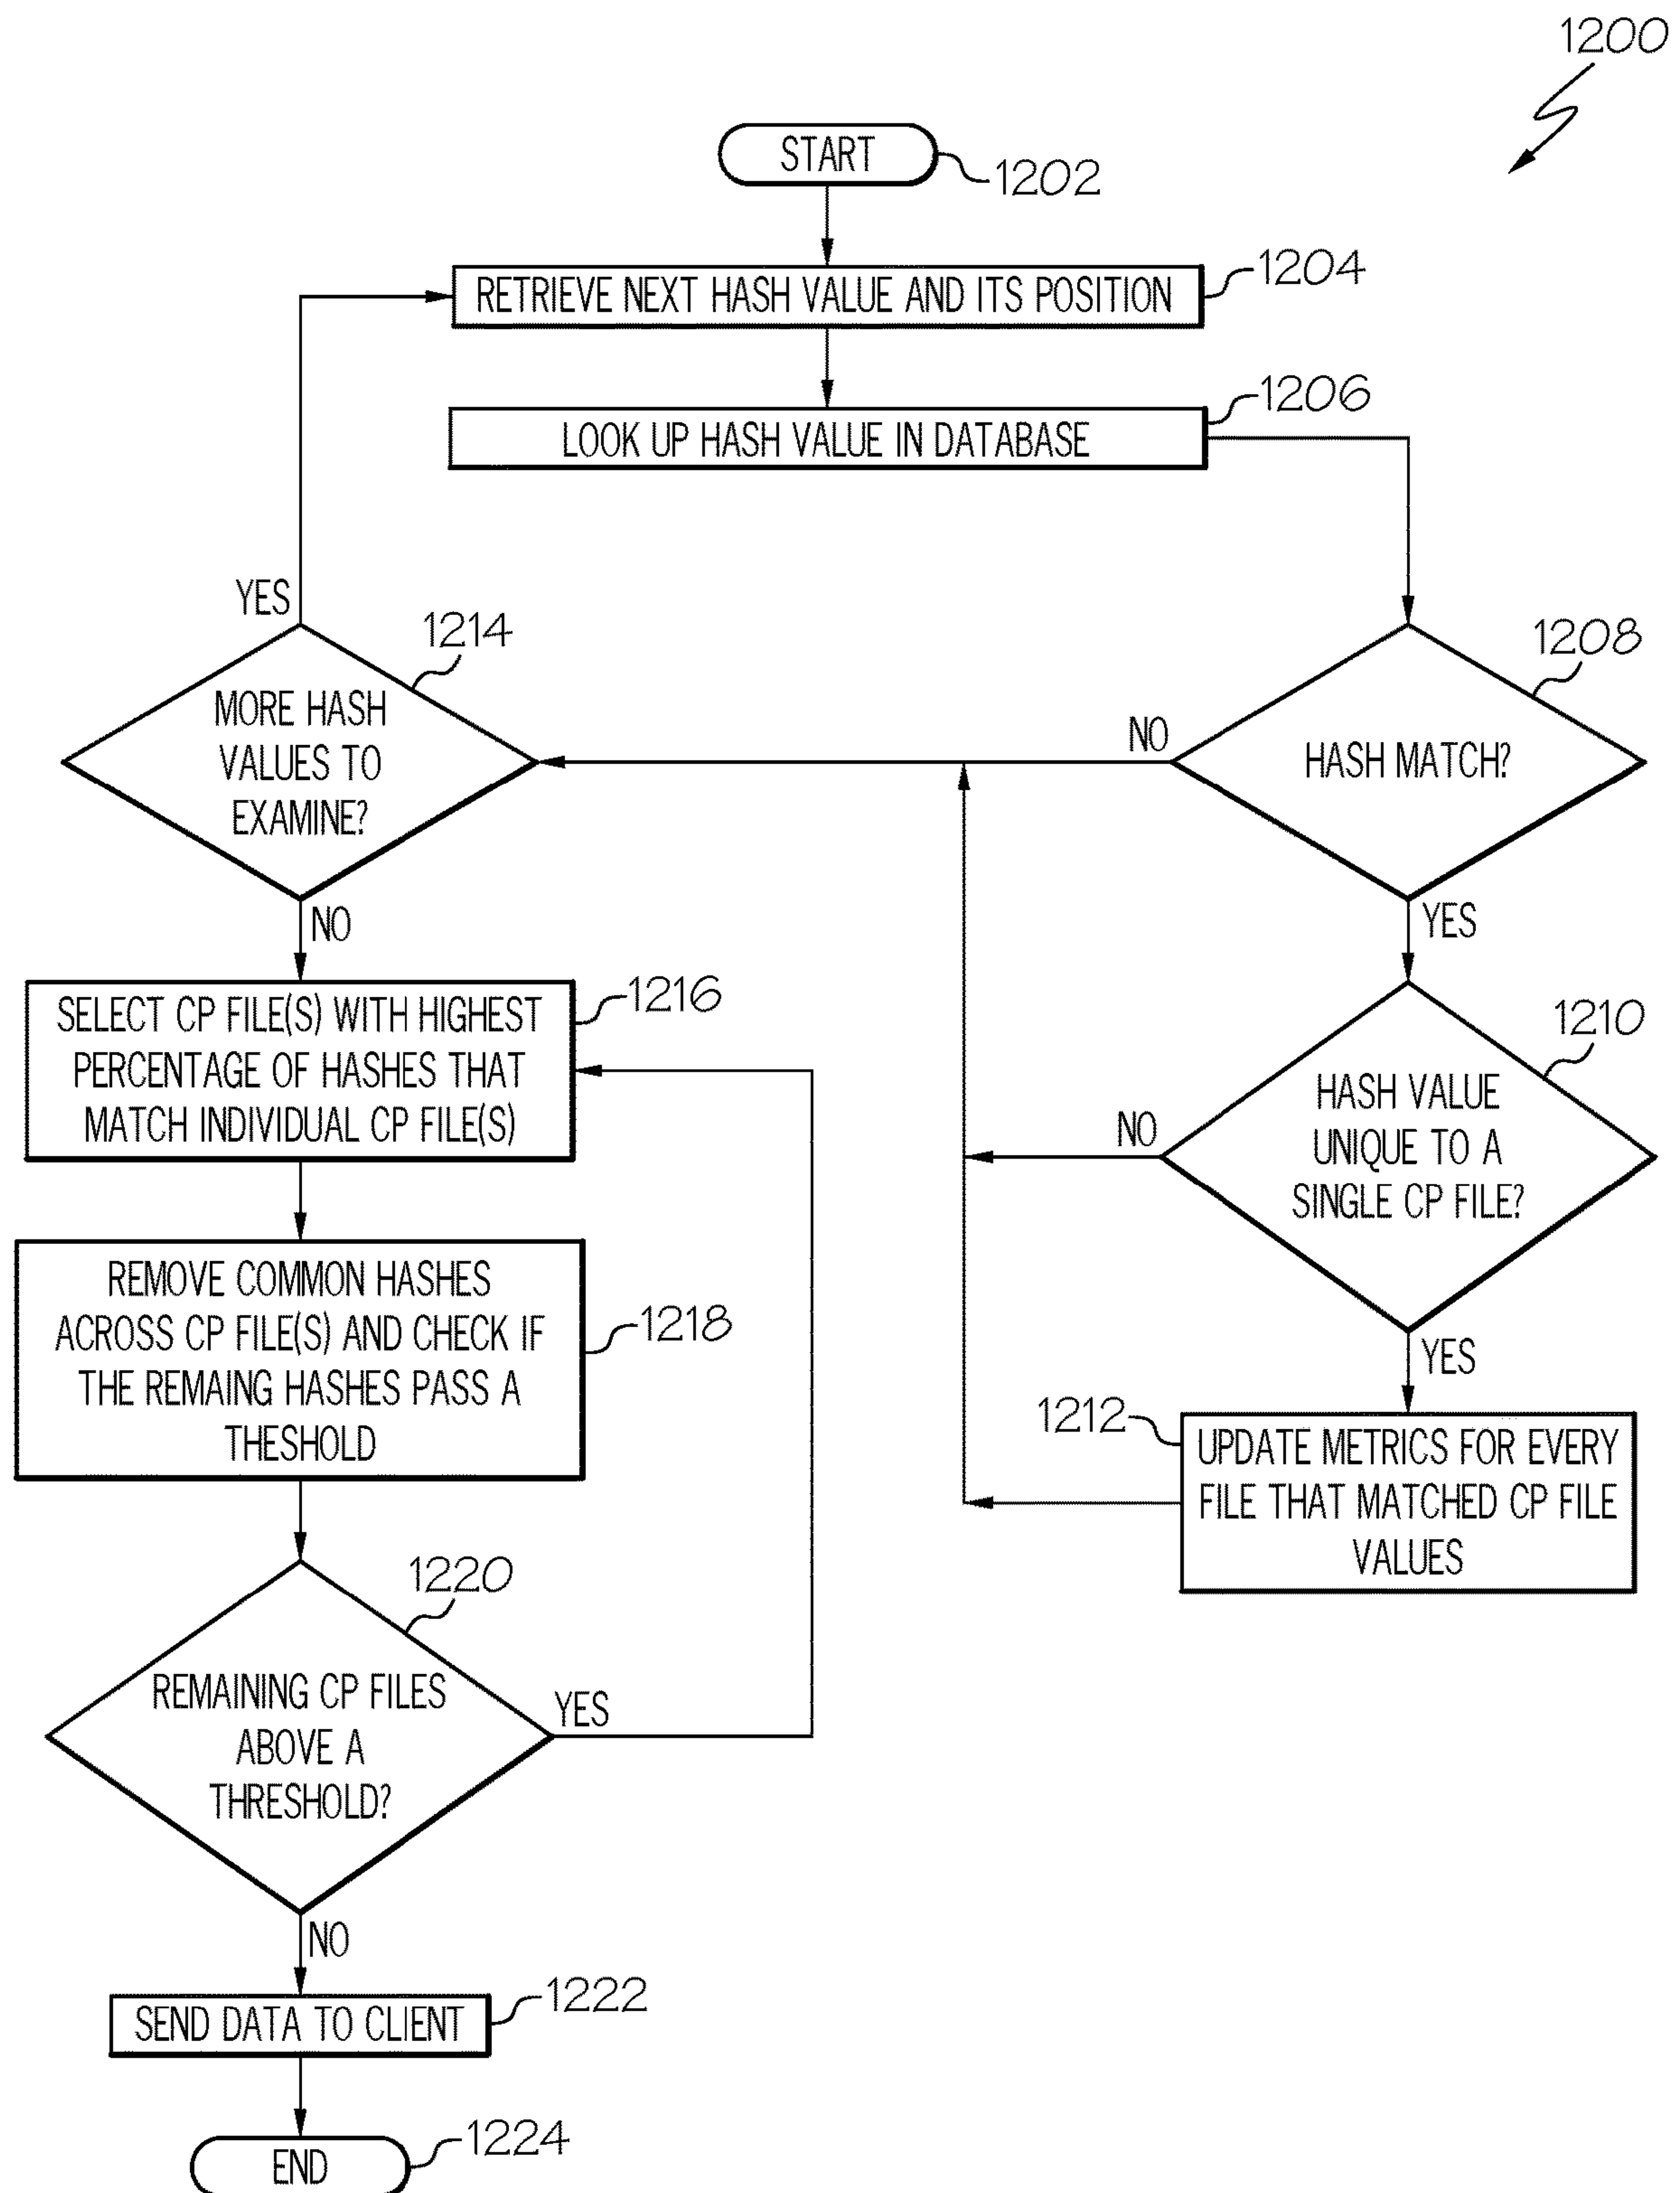 1200
START
1202
RETRIEVE NEXT HASH VALUE AND ITS POSITION
1204
LOOK UP HASH VALUE IN DATABASE
1206
YES
1214
MORE HASH
VALUES TO
EXAMINE?
NO
1208
HASH MATCH?
NO
YES
1210
HASH VALUE
UNIQUE TO A
SINGLE CP FILE?
NO
YES
1212
UPDATE METRICS FOR EVERY
FILE THAT MATCHED CP FILE
VALUES
1216
SELECT CP FILE(S) WITH HIGHEST
PERCENTAGE OF HASHES THAT
MATCH INDIVIDUAL CP FILE(S)
REMOVE COMMON HASHES
ACROSS CP FILE(S) AND CHECK IF
THE REMAING HASHES PASS A
THESHOLD
1218
1220
REMAINING CP FILES
ABOVE A
THRESHOLD?
YES
NO
SEND DATA TO CLIENT
1222
END
1224